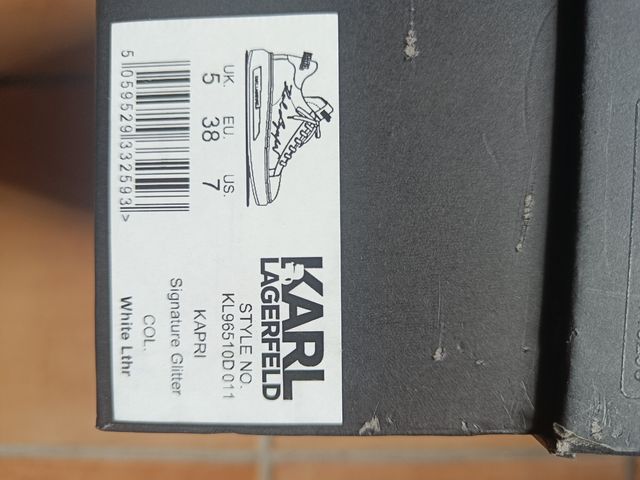 KARL
LAGERFELD
STYLE NO.
KL96510D 011
KAPRI
Signature Glitter
COL.
White Lthr
UK. EU. US.
5 38 7
5 059529 332593 >